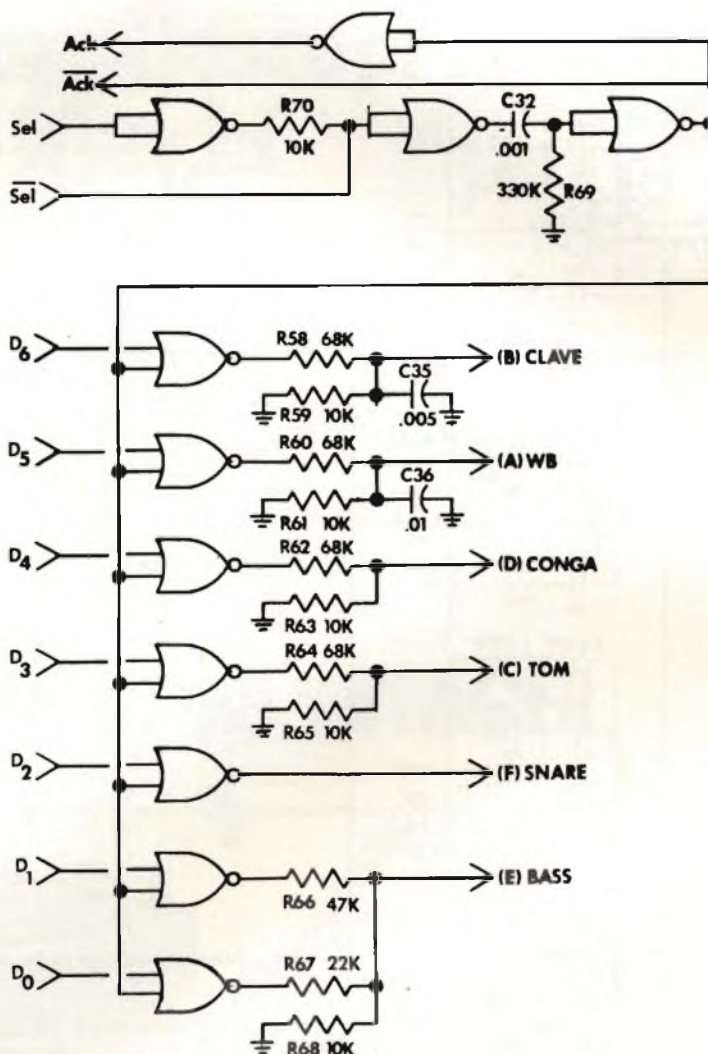 Ack
Ack
Sel
R70
10K
C32
.001
330K R69
Sel
D6
R58 68K
(B) CLAVE
C35
R59 10K
.005
D5
R60 68K
(A) WB
C36
R61 10K
.01
D4
R62 68K
(D) CONGA
R63 10K
D3
R64 68K
(C) TOM
R65 10K
D2
(F) SNARE
D1
(E) BASS
R66 47K
D0
R67 22K
R68 10K